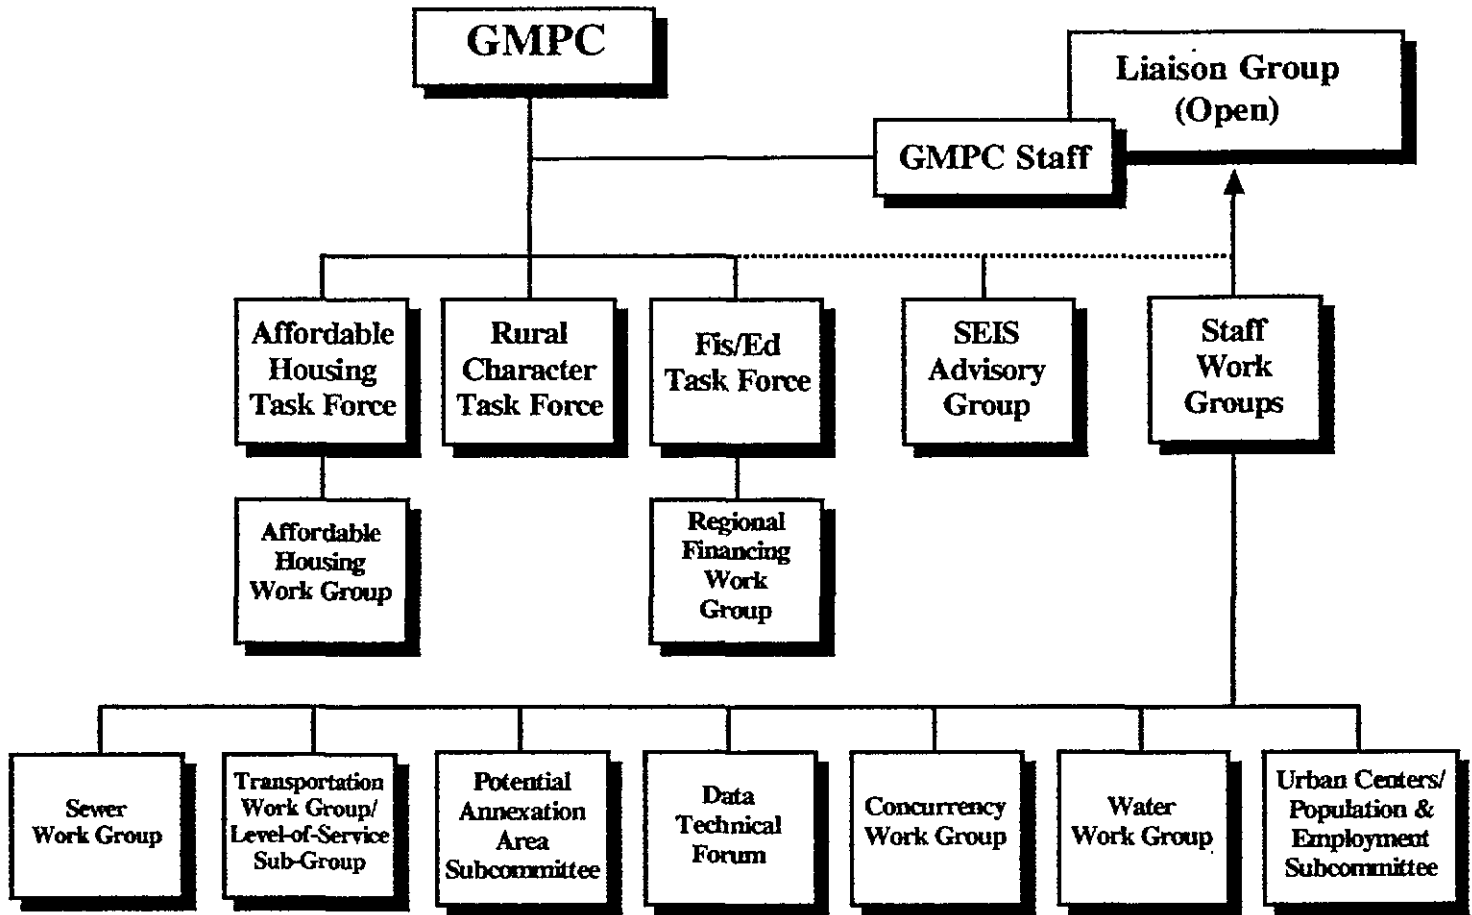 GMPC
Liaison Group
(Open)
GMPC Staff
Affordable
Housing
Task Force
Rural
Character
Task Force
Fis/Ed
Task Force
SEIS
Advisory
Group
Staff
Work
Groups
Affordable
Housing
Work Group
Regional
Financing
Work
Group
Sewer
Work Group
Transportation
Work Group/
Level-of-Service
Sub-Group
Potential
Annexation
Area
Subcommittee
Data
Technical
Forum
Concurrency
Work Group
Water
Work Group
Urban Centers/
Population &
Employment
Subcommittee